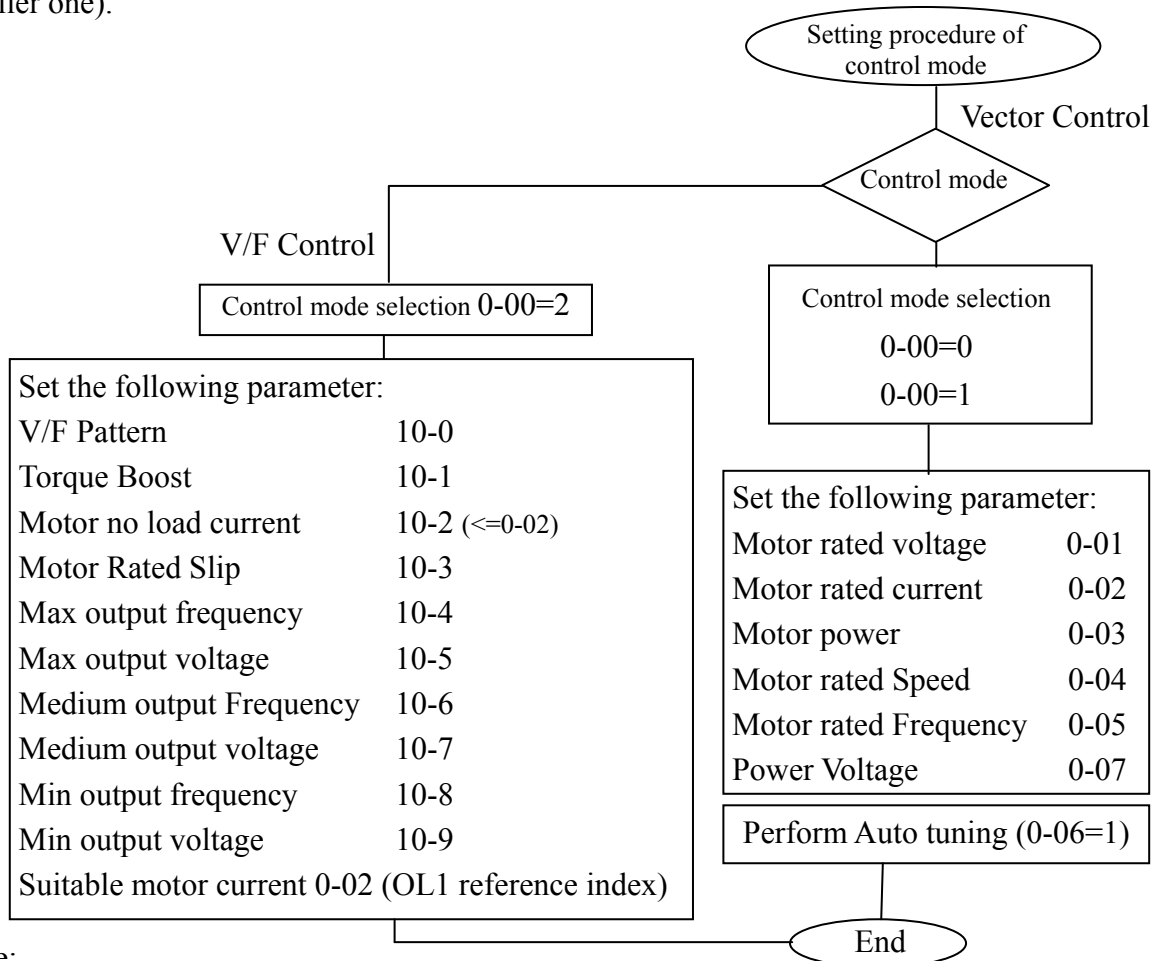 ller one).
Setting procedure of
control mode
Vector Control
Control mode
V/F Control
Control mode selection 0-00=2
Control mode selection
0-00=0
0-00=1
Set the following parameter:
V/F Pattern 10-0
Torque Boost 10-1
Motor no load current 10-2 (<=0-02)
Motor Rated Slip 10-3
Max output frequency 10-4
Max output voltage 10-5
Medium output Frequency 10-6
Medium output voltage 10-7
Min output frequency 10-8
Min output voltage 10-9
Suitable motor current 0-02 (OL1 reference index)
Set the following parameter:
Motor rated voltage 0-01
Motor rated current 0-02
Motor power 0-03
Motor rated Speed 0-04
Motor rated Frequency 0-05
Power Voltage 0-07
Perform Auto tuning (0-06=1)
End
e: